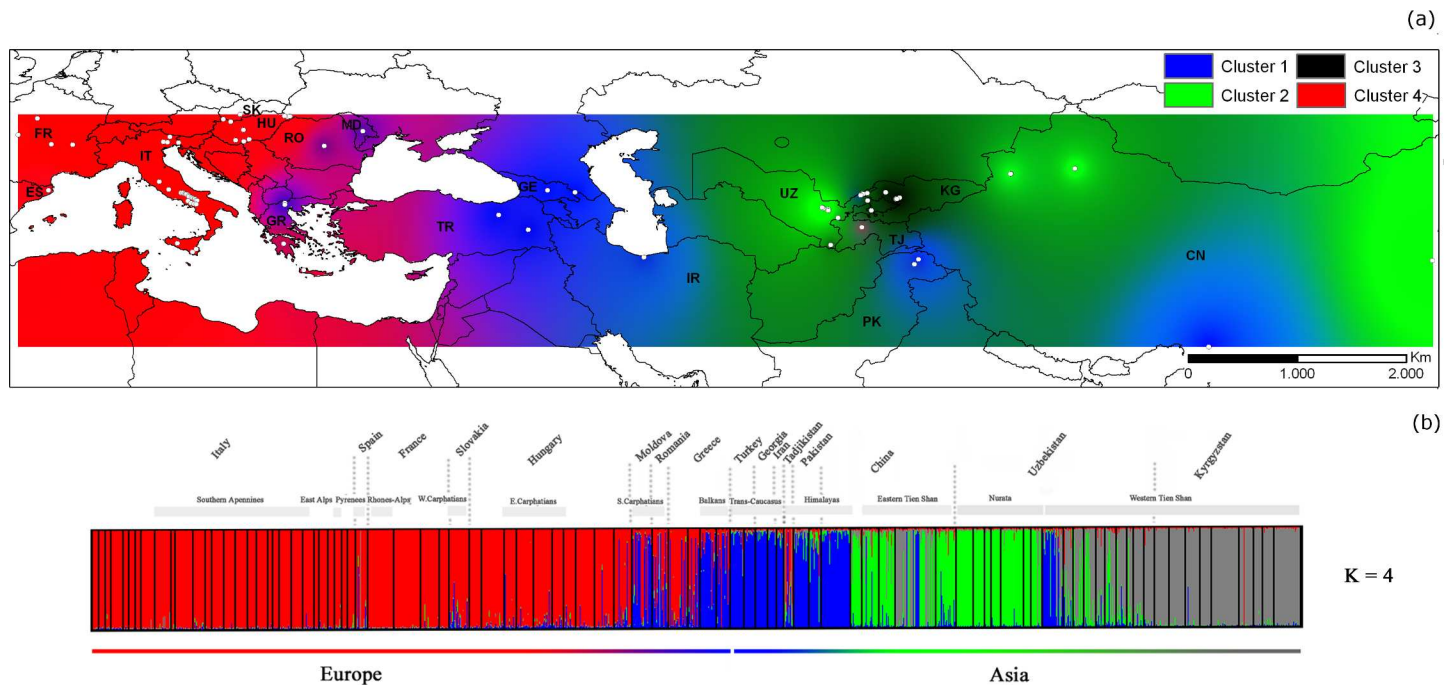 (a)
Cluster 1
Cluster 3
Cluster 2
Cluster 4
FR
SK
HU
RO
MD
IT
ES
GR
TR
GE
IR
UZ
KG
TJ
PK
CN
Km
0 1.000 2.000
(b)
Italy
Spain
France
Slovakia
Hungary
Moldova
Romania
Greece
Turkey
Georgia
Iran
Tadjikistan
Pakistan
China
Uzbekistan
Kyrgyzstan
Southern Apennines
East Alps
Pyrenees
Rhones-Alps
W.Carphatians
E.Carphatians
S.Carphatians
Balkans
Trans-Caucasus
Himalayas
Eastern Tien Shan
Nurata
Western Tien Shan
K = 4
Europe
Asia